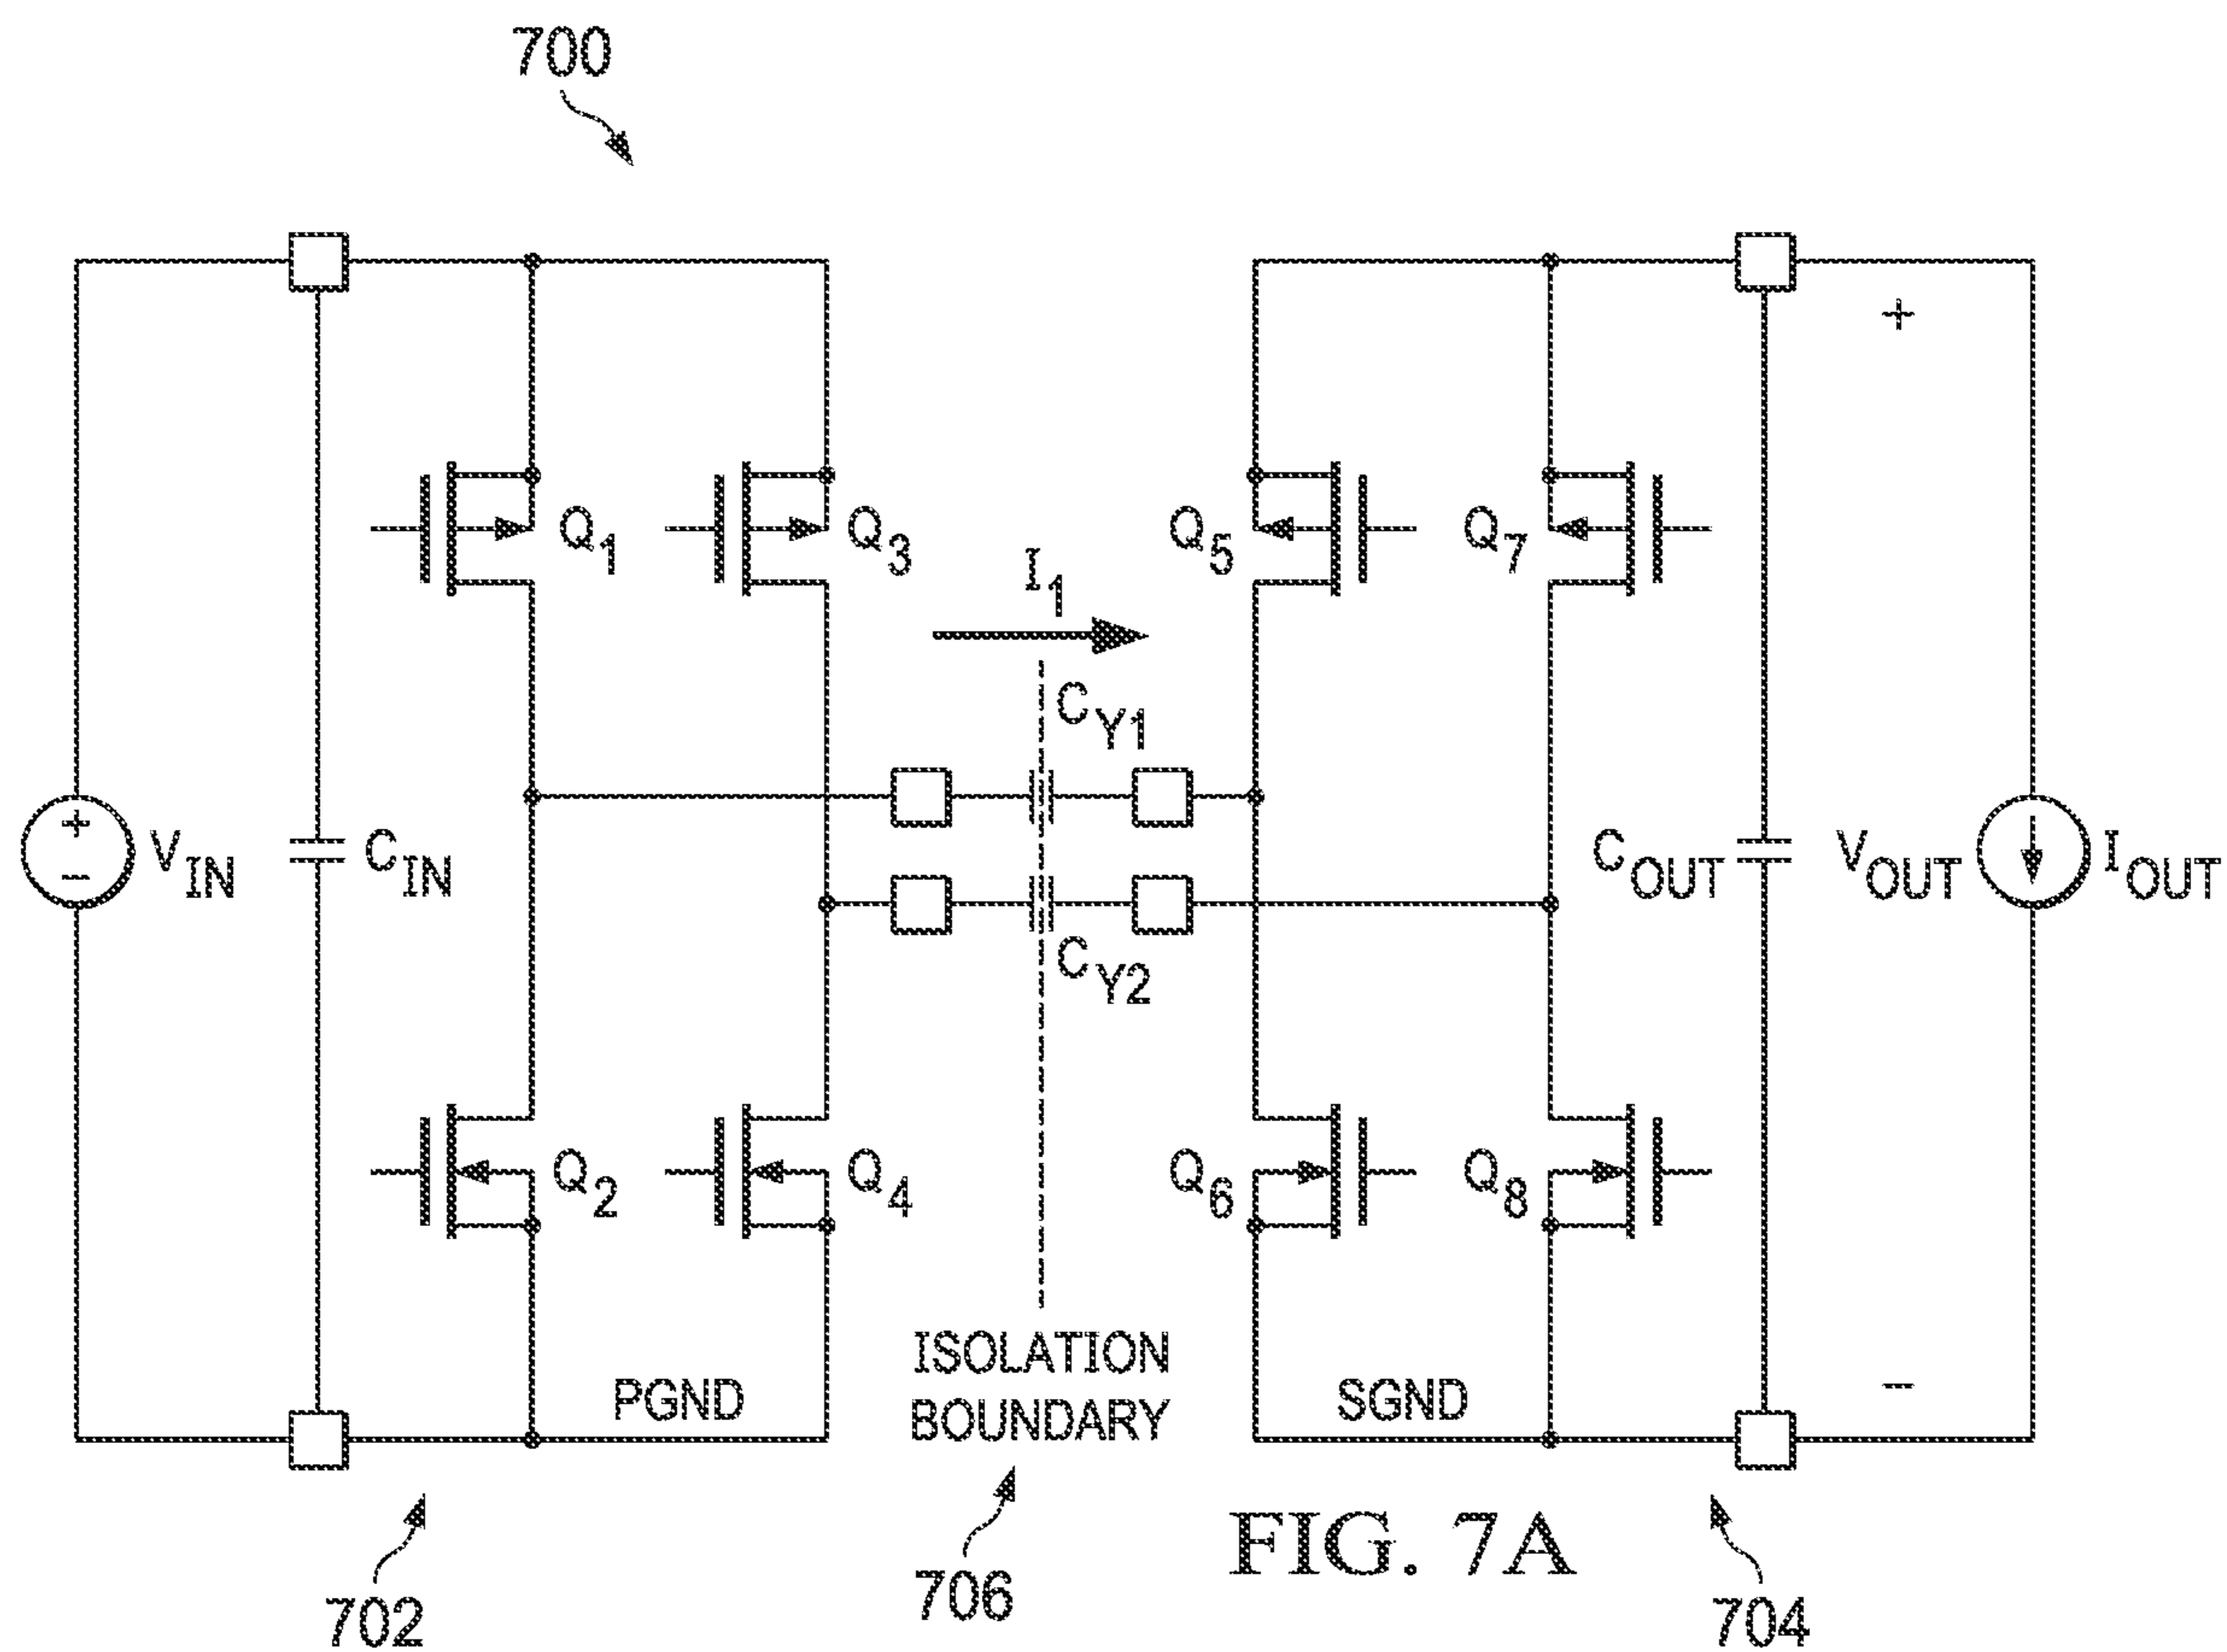 700
Q1
Q3
Q5
Q7
I1
+
CY1
+
−
VIN
CIN
COUT
VOUT
IOUT
CY2
Q2
Q4
Q6
Q8
ISOLATION
BOUNDARY
PGND
SGND
−
FIG. 7A
702
706
704